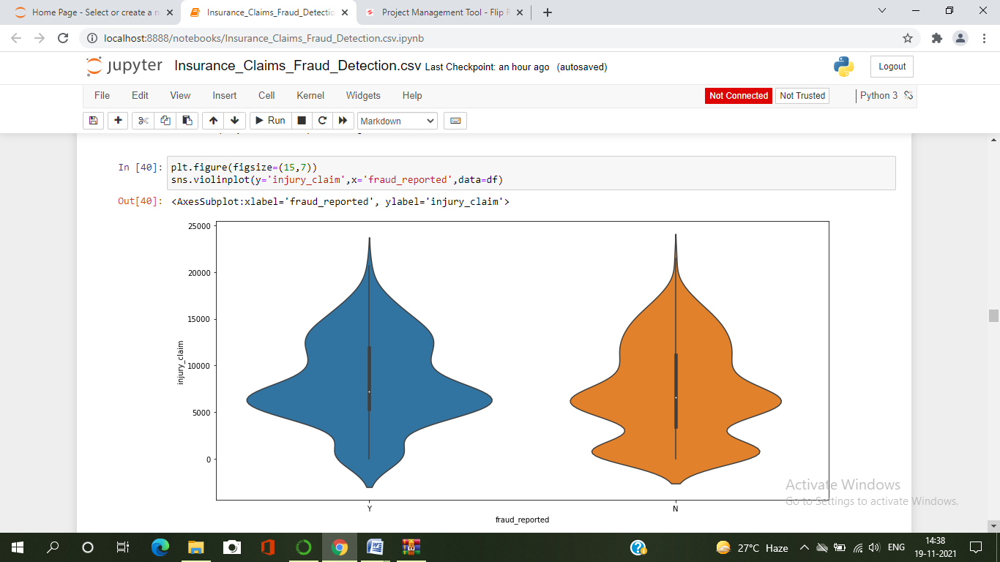 Home Page - Select or create a n
Insurance_Claims_Fraud_Detectio
Project Management Tool - Flip
localhost:8888/notebooks/Insurance_Claims_Fraud_Detection.csv.ipynb
jupyter Insurance_Claims_Fraud_Detection.csv Last Checkpoint: an hour ago (autosaved)
Logout
File Edit View Insert Cell Kernel Widgets Help
Not Connected Not Trusted Python 3
Run Markdown
In [40]: plt.figure(figsize=(15,7))
sns.violinplot(y='injury_claim',x='fraud_reported',data=df)
Out[40]: <AxesSubplot:xlabel='fraud_reported', ylabel='injury_claim'>
25000
20000
15000
10000
5000
0
injury_claim
Y N
fraud_reported
Activate Windows
Go to Settings to activate Windows.
27°C Haze
ENG
14:38
19-11-2021